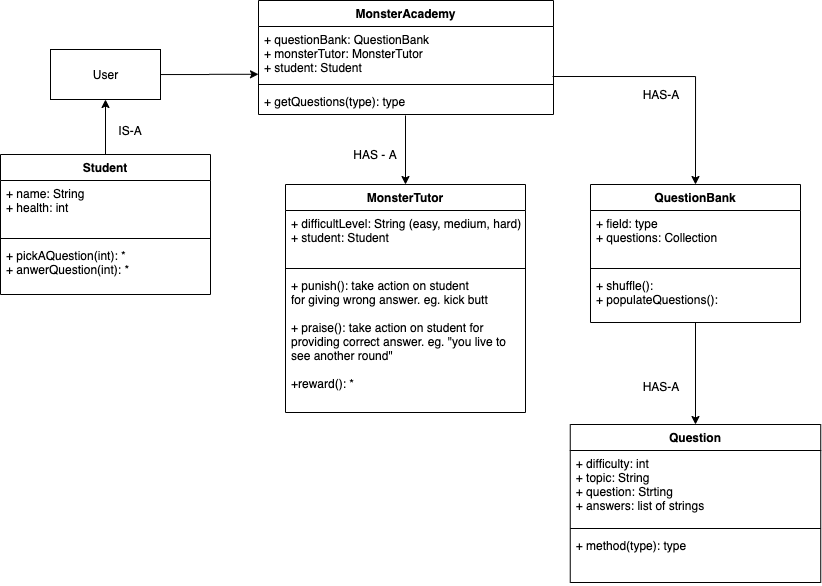 MonsterAcademy
+ questionBank: QuestionBank
+ monsterTutor: MonsterTutor
+ student: Student
+ getQuestions(type): type
User
HAS-A
IS-A
HAS - A
Student
+ name: String
+ health: int
+ pickAQuestion(int): *
+ anwerQuestion(int): *
MonsterTutor
+ difficultLevel: String (easy, medium, hard)
+ student: Student
+ punish(): take action on student
for giving wrong answer. eg. kick butt
+ praise(): take action on student for
providing correct answer. eg. "you live to
see another round"
+reward(): *
QuestionBank
+ field: type
+ questions: Collection
+ shuffle():
+ populateQuestions():
HAS-A
Question
+ difficulty: int
+ topic: String
+ question: Strting
+ answers: list of strings
+ method(type): type